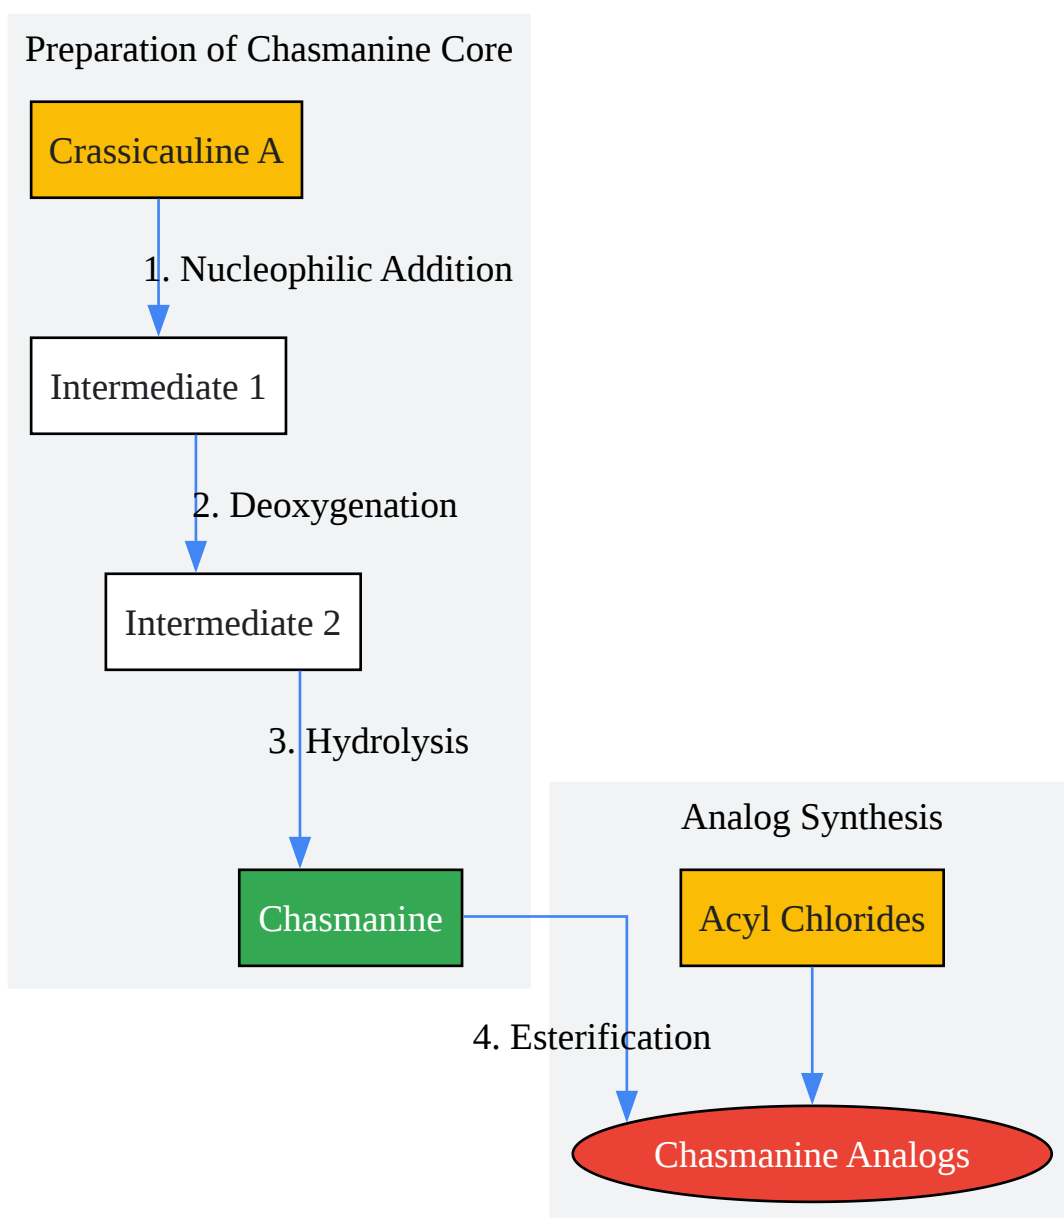 Preparation of Chasmanine Core
Crassicauline A
1. Nucleophilic Addition
Intermediate 1
2. Deoxygenation
Intermediate 2
3. Hydrolysis
Chasmanine
Analog Synthesis
Acyl Chlorides
4. Esterification
Chasmanine Analogs